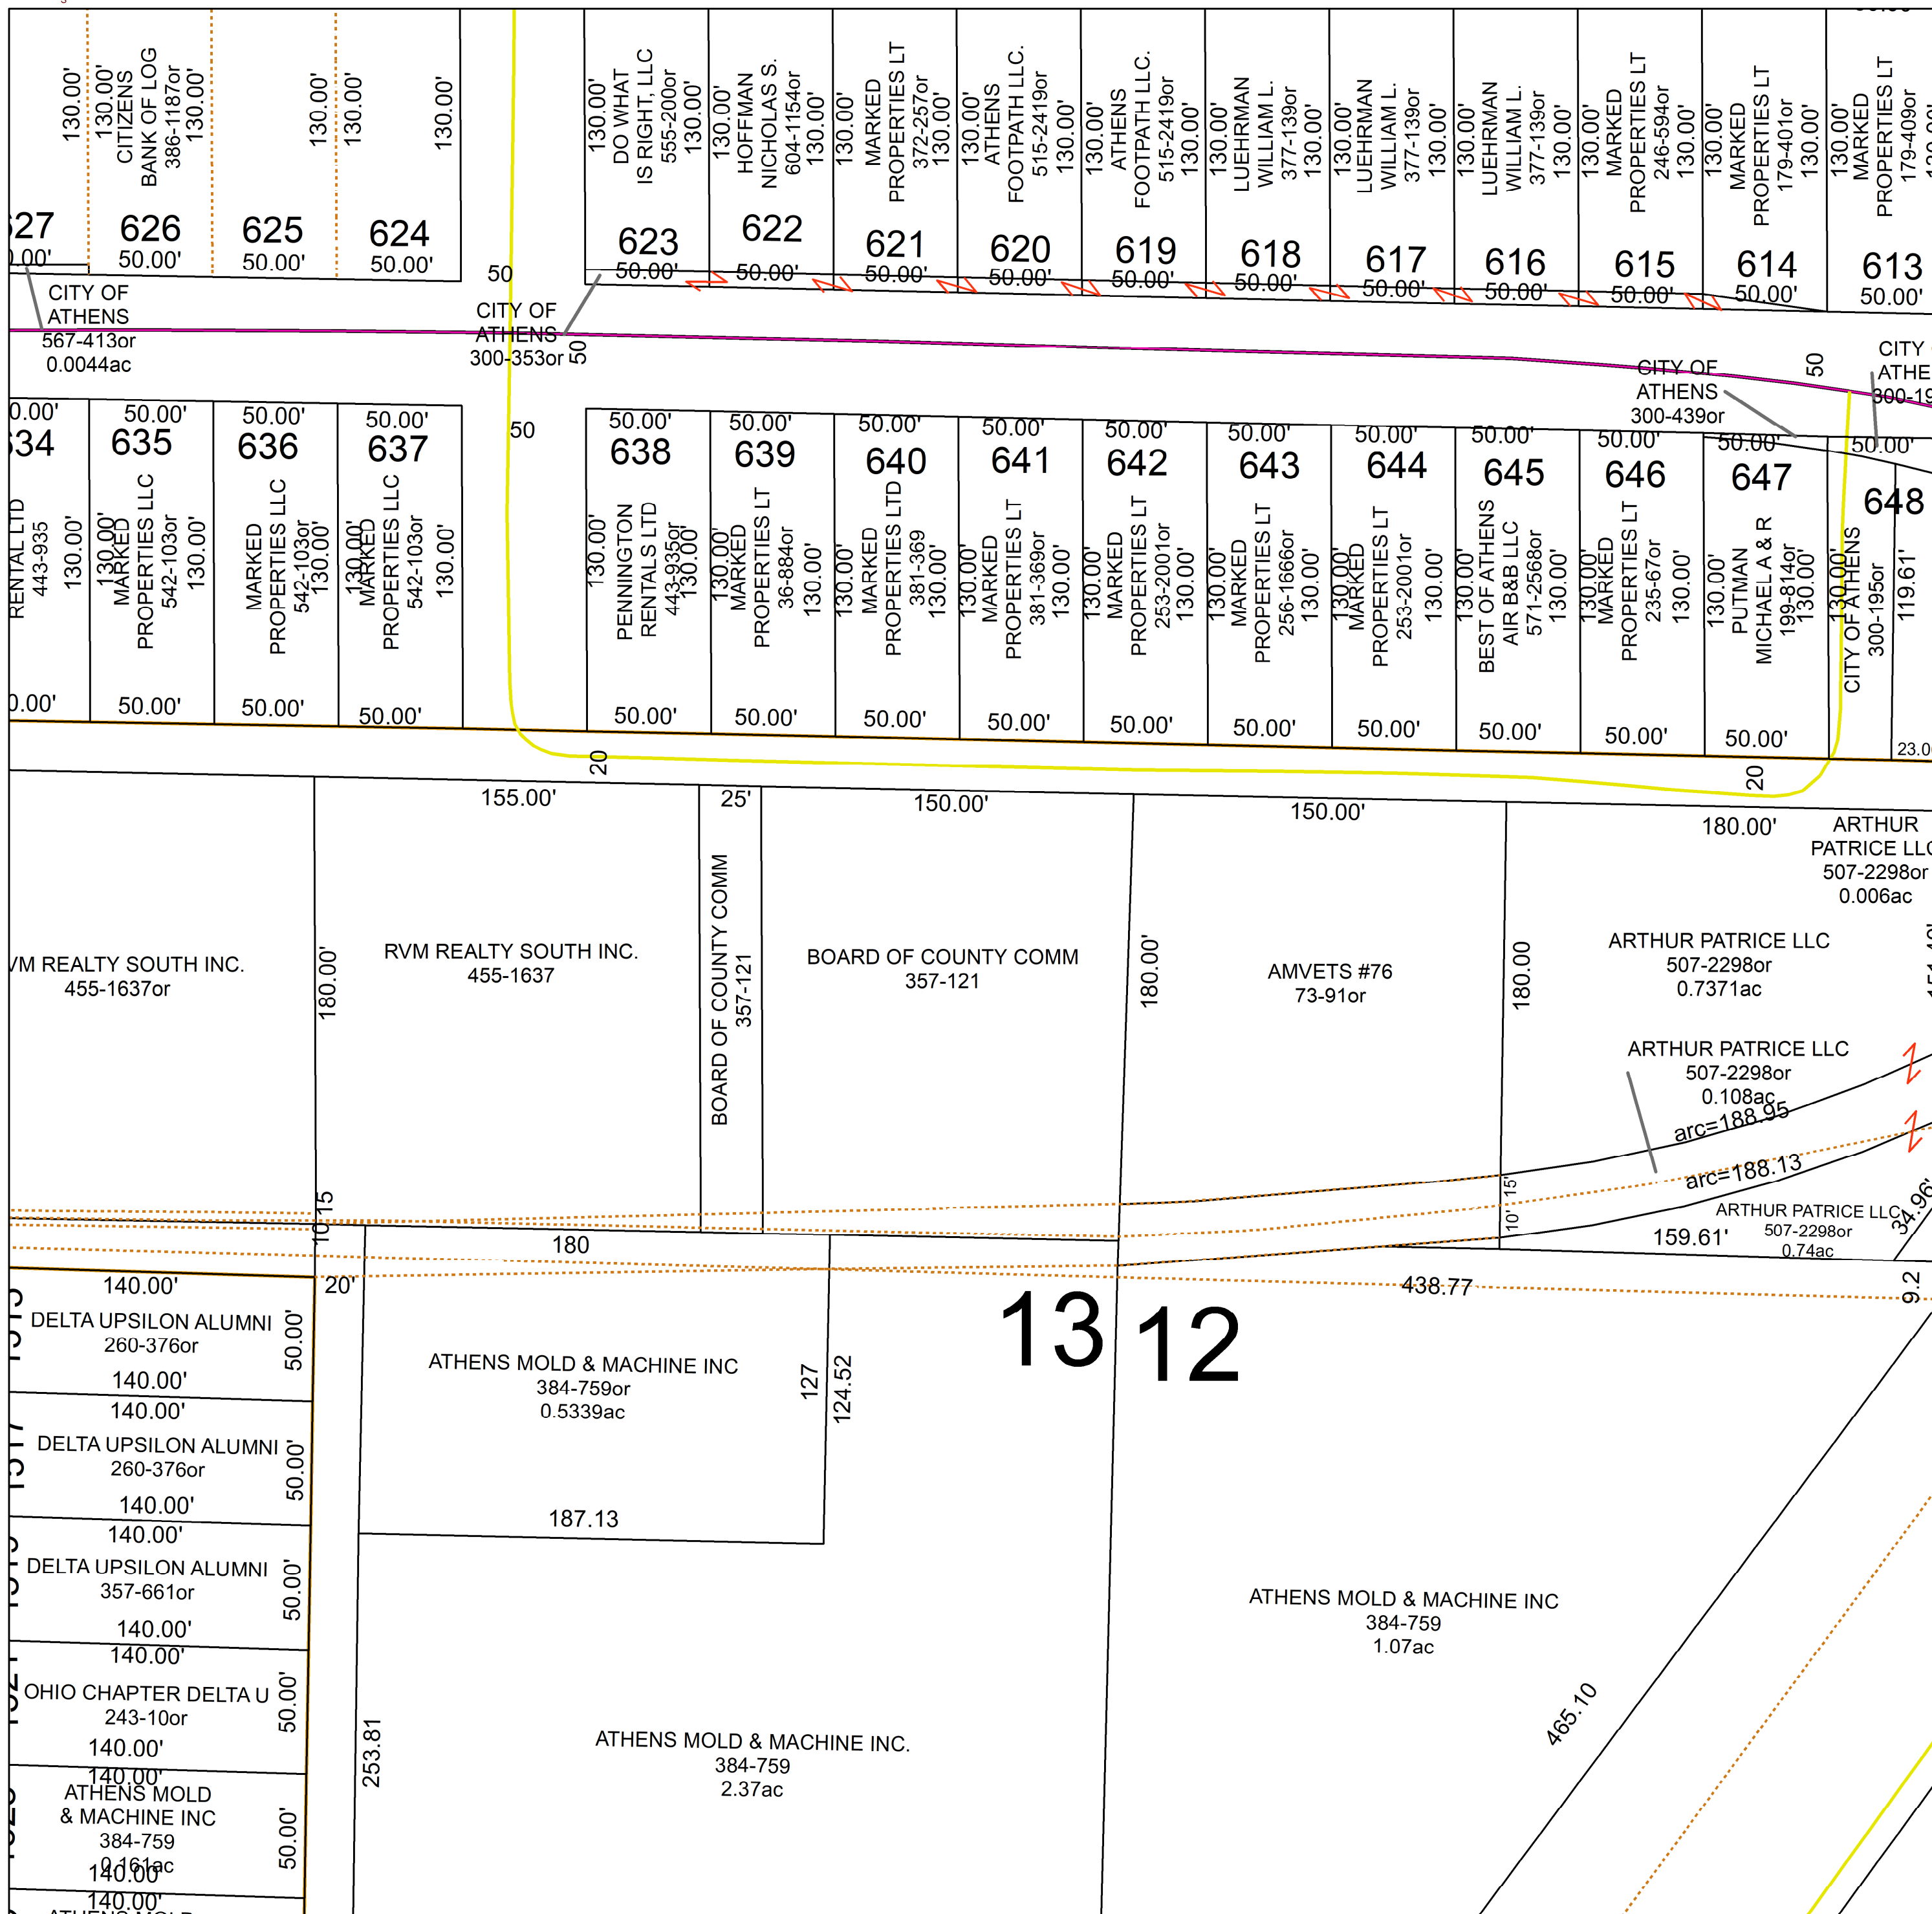 130.00'
130.00'
CITIZENS
BANK OF LOG
386-1187or
130.00'
130.00'
130.00'
130.00'
626
50.00'
625
50.00'
624
50.00'
130.00'
DO WHAT
IS RIGHT, LLC
555-200or
130.00'
623
50.00'
130.00'
HOFFMAN
NICHOLAS S.
604-1154or
130.00'
622
50.00'
130.00'
MARKED
PROPERTIES LT
372-257or
130.00'
621
50.00'
130.00'
ATHENS
FOOTPATH LLC.
515-2419or
130.00'
620
50.00'
130.00'
ATHENS
FOOTPATH LLC.
515-2419or
130.00'
619
50.00'
130.00'
LUEHRMAN
WILLIAM L.
377-139or
130.00'
618
50.00'
130.00'
LUEHRMAN
WILLIAM L.
377-139or
130.00'
617
50.00'
130.00'
LUEHRMAN
WILLIAM L.
377-139or
130.00'
616
50.00'
130.00'
MARKED
PROPERTIES LT
246-594or
130.00'
615
50.00'
130.00'
MARKED
PROPERTIES LT
179-401or
130.00'
614
50.00'
130.00'
MARKED
PROPERTIES LT
179-409or
613
50.00'
CITY OF
ATHENS
567-413or
0.0044ac
50
CITY OF
ATHENS
300-353or
50
CITY OF
ATHENS
300-439or
50
CITY
50
635
50.00'
130.00'
MARKED
PROPERTIES LLC
542-103or
130.00'
50.00'
RENTAL LTD
443-935
130.00'
50.00'
636
MARKED
PROPERTIES LLC
542-103or
130.00'
50.00'
50.00'
637
130.00'
MARKED
PROPERTIES LLC
542-103or
130.00'
50.00'
50.00'
638
130.00'
PENNINGTON
RENTALS LTD
443-935or
130.00'
50.00'
50.00'
639
130.00'
MARKED
PROPERTIES LT
36-884or
130.00'
50.00'
50.00'
640
130.00'
MARKED
PROPERTIES LTD
381-369
130.00'
50.00'
50.00'
641
130.00'
MARKED
PROPERTIES LT
381-369or
130.00'
50.00'
50.00'
642
130.00'
MARKED
PROPERTIES LT
253-2001or
130.00'
50.00'
50.00'
643
130.00'
MARKED
PROPERTIES LT
256-1666or
130.00'
50.00'
50.00'
644
130.00'
MARKED
PROPERTIES LT
253-2001or
130.00'
50.00'
50.00'
645
130.00'
BEST OF ATHENS
AIR B&B LLC
571-2568or
130.00'
50.00'
50.00'
646
130.00'
MARKED
PROPERTIES LT
235-67or
130.00'
50.00'
50.00'
647
130.00'
PUTMAN
MICHAEL A & R
199-814or
130.00'
50.00'
50.00'
648
130.00'
CITY OF ATHENS
300-195or
119.61'
20
20
155.00'
25'
150.00'
150.00'
180.00'
ARTHUR
PATRICE LLC
507-2298or
0.006ac
VM REALTY SOUTH INC.
455-1637or
180.00'
RVM REALTY SOUTH INC.
455-1637
BOARD OF COUNTY COMM
357-121
BOARD OF COUNTY COMM
357-121
180.00'
AMVETS #76
73-91or
180.00
ARTHUR PATRICE LLC
507-2298or
0.7371ac
ARTHUR PATRICE LLC
507-2298or
0.108ac
arc=188.95
arc=188.13
15'
10'
ARTHUR PATRICE LLC
507-2298or
0.74ac
159.61'
34.96'
15
10
180
20'
438.77
9.2
13
12
140.00'
DELTA UPSILON ALUMNI
260-376or
50.00'
140.00'
140.00'
DELTA UPSILON ALUMNI
260-376or
50.00'
140.00'
140.00'
DELTA UPSILON ALUMNI
357-661or
50.00'
140.00'
140.00'
OHIO CHAPTER DELTA U
243-10or
50.00'
140.00'
140.00'
ATHENS MOLD
& MACHINE INC
384-759
0.161ac
50.00'
140.00'
140.00'
ATHENS MOLD & MACHINE INC
384-759or
0.5339ac
127
124.52
187.13
ATHENS MOLD & MACHINE INC
384-759
1.07ac
465.10
253.81
ATHENS MOLD & MACHINE INC.
384-759
2.37ac